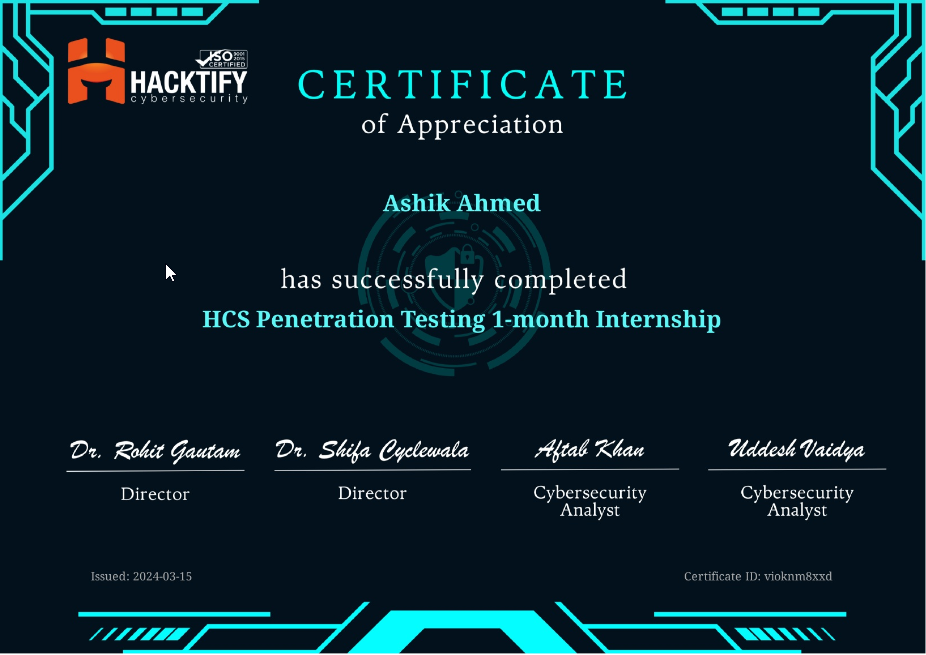 ISO 9001 2015 CERTIFIED
HACKTIFY
cybersecurity
CERTIFICATE
of Appreciation
Ashik Ahmed
has successfully completed
HCS Penetration Testing 1-month Internship
Dr. Rohit Gautam
Director
Dr. Shifa Cyclewala
Director
Aftab Khan
Cybersecurity
Analyst
Uddesh Vaidya
Cybersecurity
Analyst
Issued: 2024-03-15
Certificate ID: vioknm8xxd